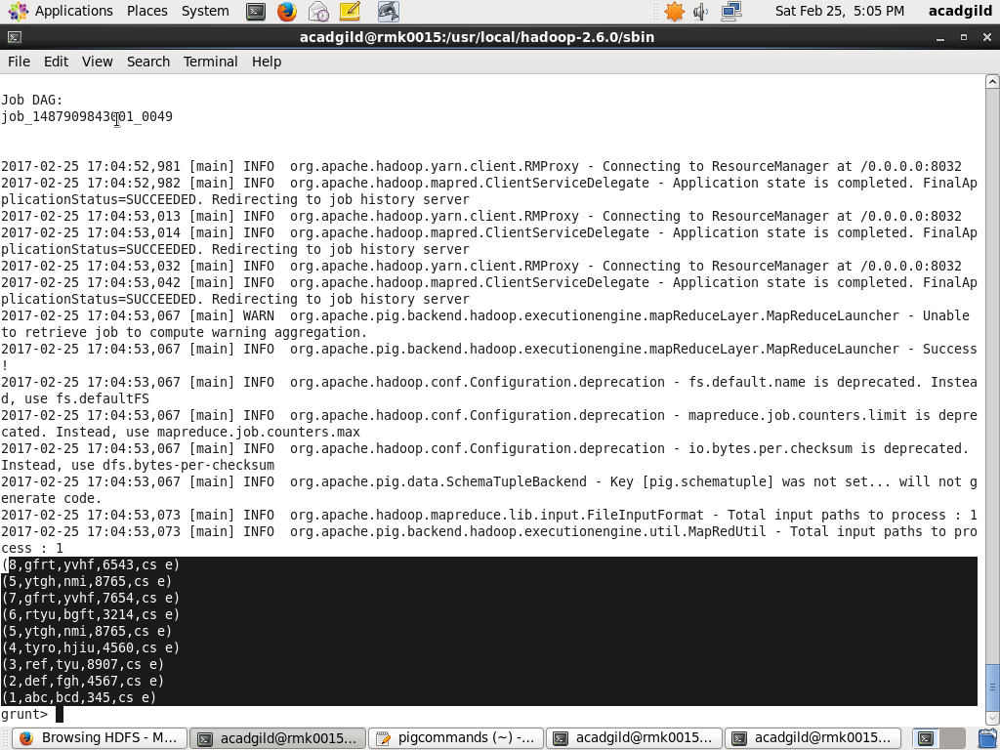 Applications Places System Sat Feb 25, 5:05 PM acadgild
acadgild@rmk0015:/usr/local/hadoop-2.6.0/sbin
File Edit View Search Terminal Help
Job DAG:
job_1487909843001_0049
2017-02-25 17:04:52,981 [main] INFO  org.apache.hadoop.yarn.client.RMProxy - Connecting to ResourceManager at /0.0.0.0:8032
2017-02-25 17:04:52,982 [main] INFO  org.apache.hadoop.mapred.ClientServiceDelegate - Application state is completed. FinalAp
plicationStatus=SUCCEEDED. Redirecting to job history server
2017-02-25 17:04:53,013 [main] INFO  org.apache.hadoop.yarn.client.RMProxy - Connecting to ResourceManager at /0.0.0.0:8032
2017-02-25 17:04:53,014 [main] INFO  org.apache.hadoop.mapred.ClientServiceDelegate - Application state is completed. FinalAp
plicationStatus=SUCCEEDED. Redirecting to job history server
2017-02-25 17:04:53,032 [main] INFO  org.apache.hadoop.yarn.client.RMProxy - Connecting to ResourceManager at /0.0.0.0:8032
2017-02-25 17:04:53,042 [main] INFO  org.apache.hadoop.mapred.ClientServiceDelegate - Application state is completed. FinalAp
plicationStatus=SUCCEEDED. Redirecting to job history server
2017-02-25 17:04:53,067 [main] WARN  org.apache.pig.backend.hadoop.executionengine.mapReduceLayer.MapReduceLauncher - Unable
to retrieve job to compute warning aggregation.
2017-02-25 17:04:53,067 [main] INFO  org.apache.pig.backend.hadoop.executionengine.mapReduceLayer.MapReduceLauncher - Success
!
2017-02-25 17:04:53,067 [main] INFO  org.apache.hadoop.conf.Configuration.deprecation - fs.default.name is deprecated. Instea
d, use fs.defaultFS
2017-02-25 17:04:53,067 [main] INFO  org.apache.hadoop.conf.Configuration.deprecation - mapreduce.job.counters.limit is depre
cated. Instead, use mapreduce.job.counters.max
2017-02-25 17:04:53,067 [main] INFO  org.apache.hadoop.conf.Configuration.deprecation - io.bytes.per.checksum is deprecated.
Instead, use dfs.bytes-per-checksum
2017-02-25 17:04:53,067 [main] INFO  org.apache.pig.data.SchemaTupleBackend - Key [pig.schematuple] was not set... will not g
enerate code.
2017-02-25 17:04:53,073 [main] INFO  org.apache.hadoop.mapreduce.lib.input.FileInputFormat - Total input paths to process : 1
2017-02-25 17:04:53,073 [main] INFO  org.apache.pig.backend.hadoop.executionengine.util.MapRedUtil - Total input paths to pro
cess : 1
(8,gfrt,yvhf,6543,cs e)
(5,ytgh,nmi,8765,cs e)
(7,gfrt,yvhf,7654,cs e)
(6,rtyu,bgft,3214,cs e)
(5,ytgh,nmi,8765,cs e)
(4,tyro,hjiu,4560,cs e)
(3,ref,tyu,8907,cs e)
(2,def,fgh,4567,cs e)
(1,abc,bcd,345,cs e)
grunt>
Browsing HDFS - M... acadgild@rmk0015... pigcommands (~) -... acadgild@rmk0015... acadgild@rmk0015...